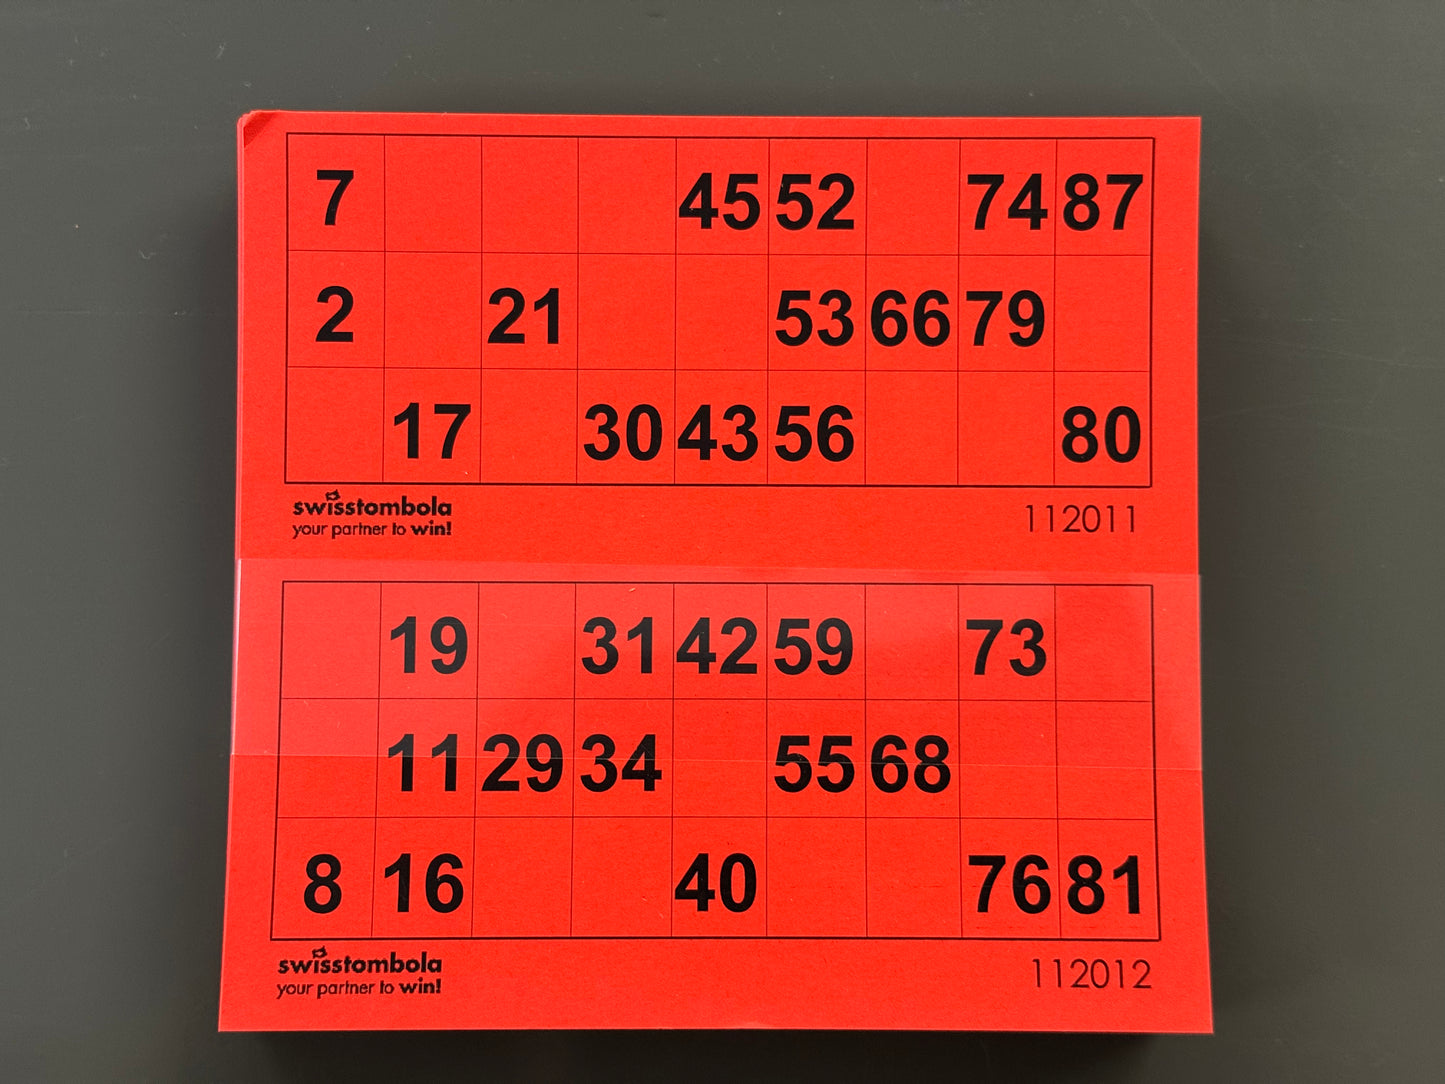 7 45 52 74 87
2 21 53 66 79
17 30 43 56 80
swisstombola
your partner to win!
112011
19 31 42 59 73
11 29 34 55 68
8 16 40 76 81
swisstombola
your partner to win!
112012